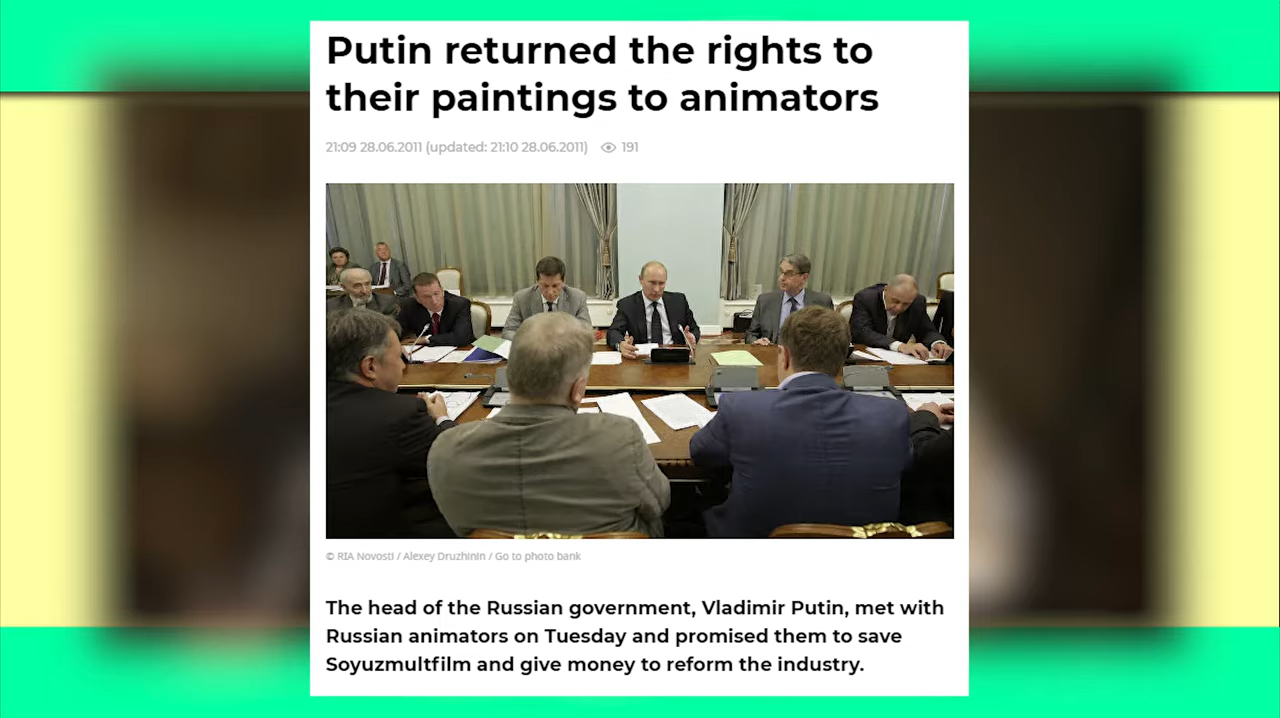 Putin returned the rights to
their paintings to animators
21:09 28.06.2011 (updated: 21:10 28.06.2011) 191
© RIA Novosti / Alexey Druzhinin / Go to photo bank
The head of the Russian government, Vladimir Putin, met with
Russian animators on Tuesday and promised them to save
Soyuzmultfilm and give money to reform the industry.